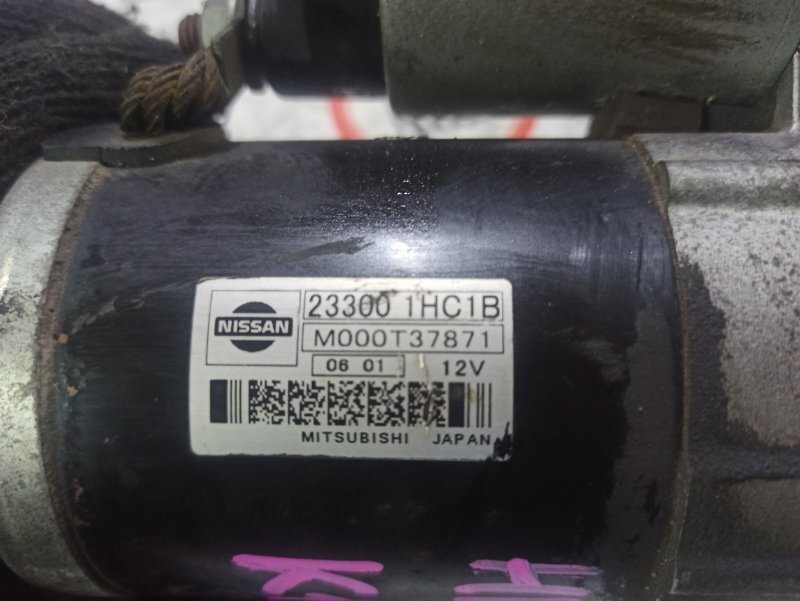 NISSAN
23300 1HC1B
M000T37871
06 01 12V
MITSUBISHI JAPAN
K H